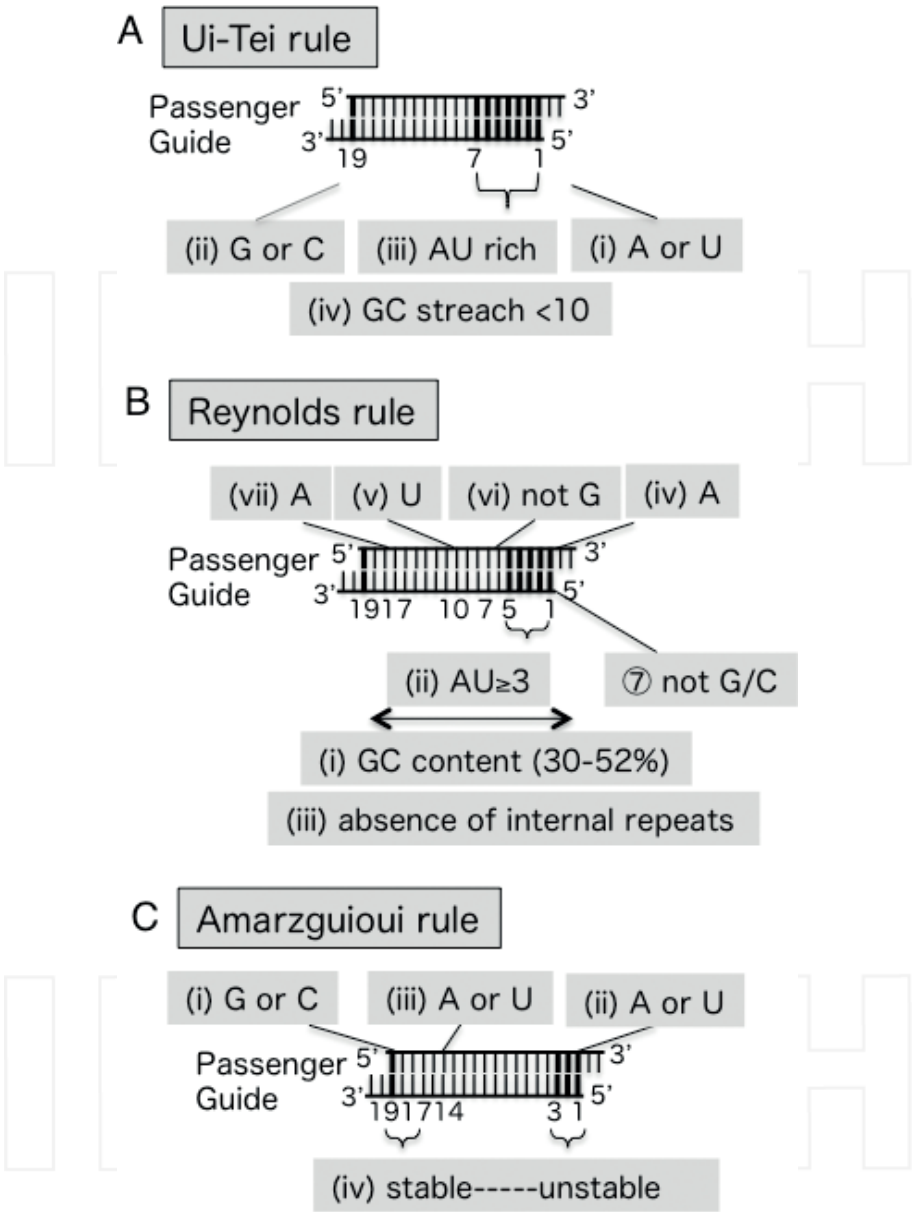 A Ui-Tei rule
5’ 3’
Passenger
Guide
3’ 5’
19 7 1
(ii) G or C (iii) AU rich (i) A or U
(iv) GC streach <10
B Reynolds rule
(vii) A (v) U (vi) not G (iv) A
5’ 3’
Passenger
Guide
3’ 5’
1917 10 7 5 1
(ii) AU≥3 ⑦ not G/C
(i) GC content (30-52%)
(iii) absence of internal repeats
C Amarzguioui rule
(i) G or C (iii) A or U (ii) A or U
5’ 3’
Passenger
Guide
3’ 5’
191714 3 1
(iv) stable-----unstable